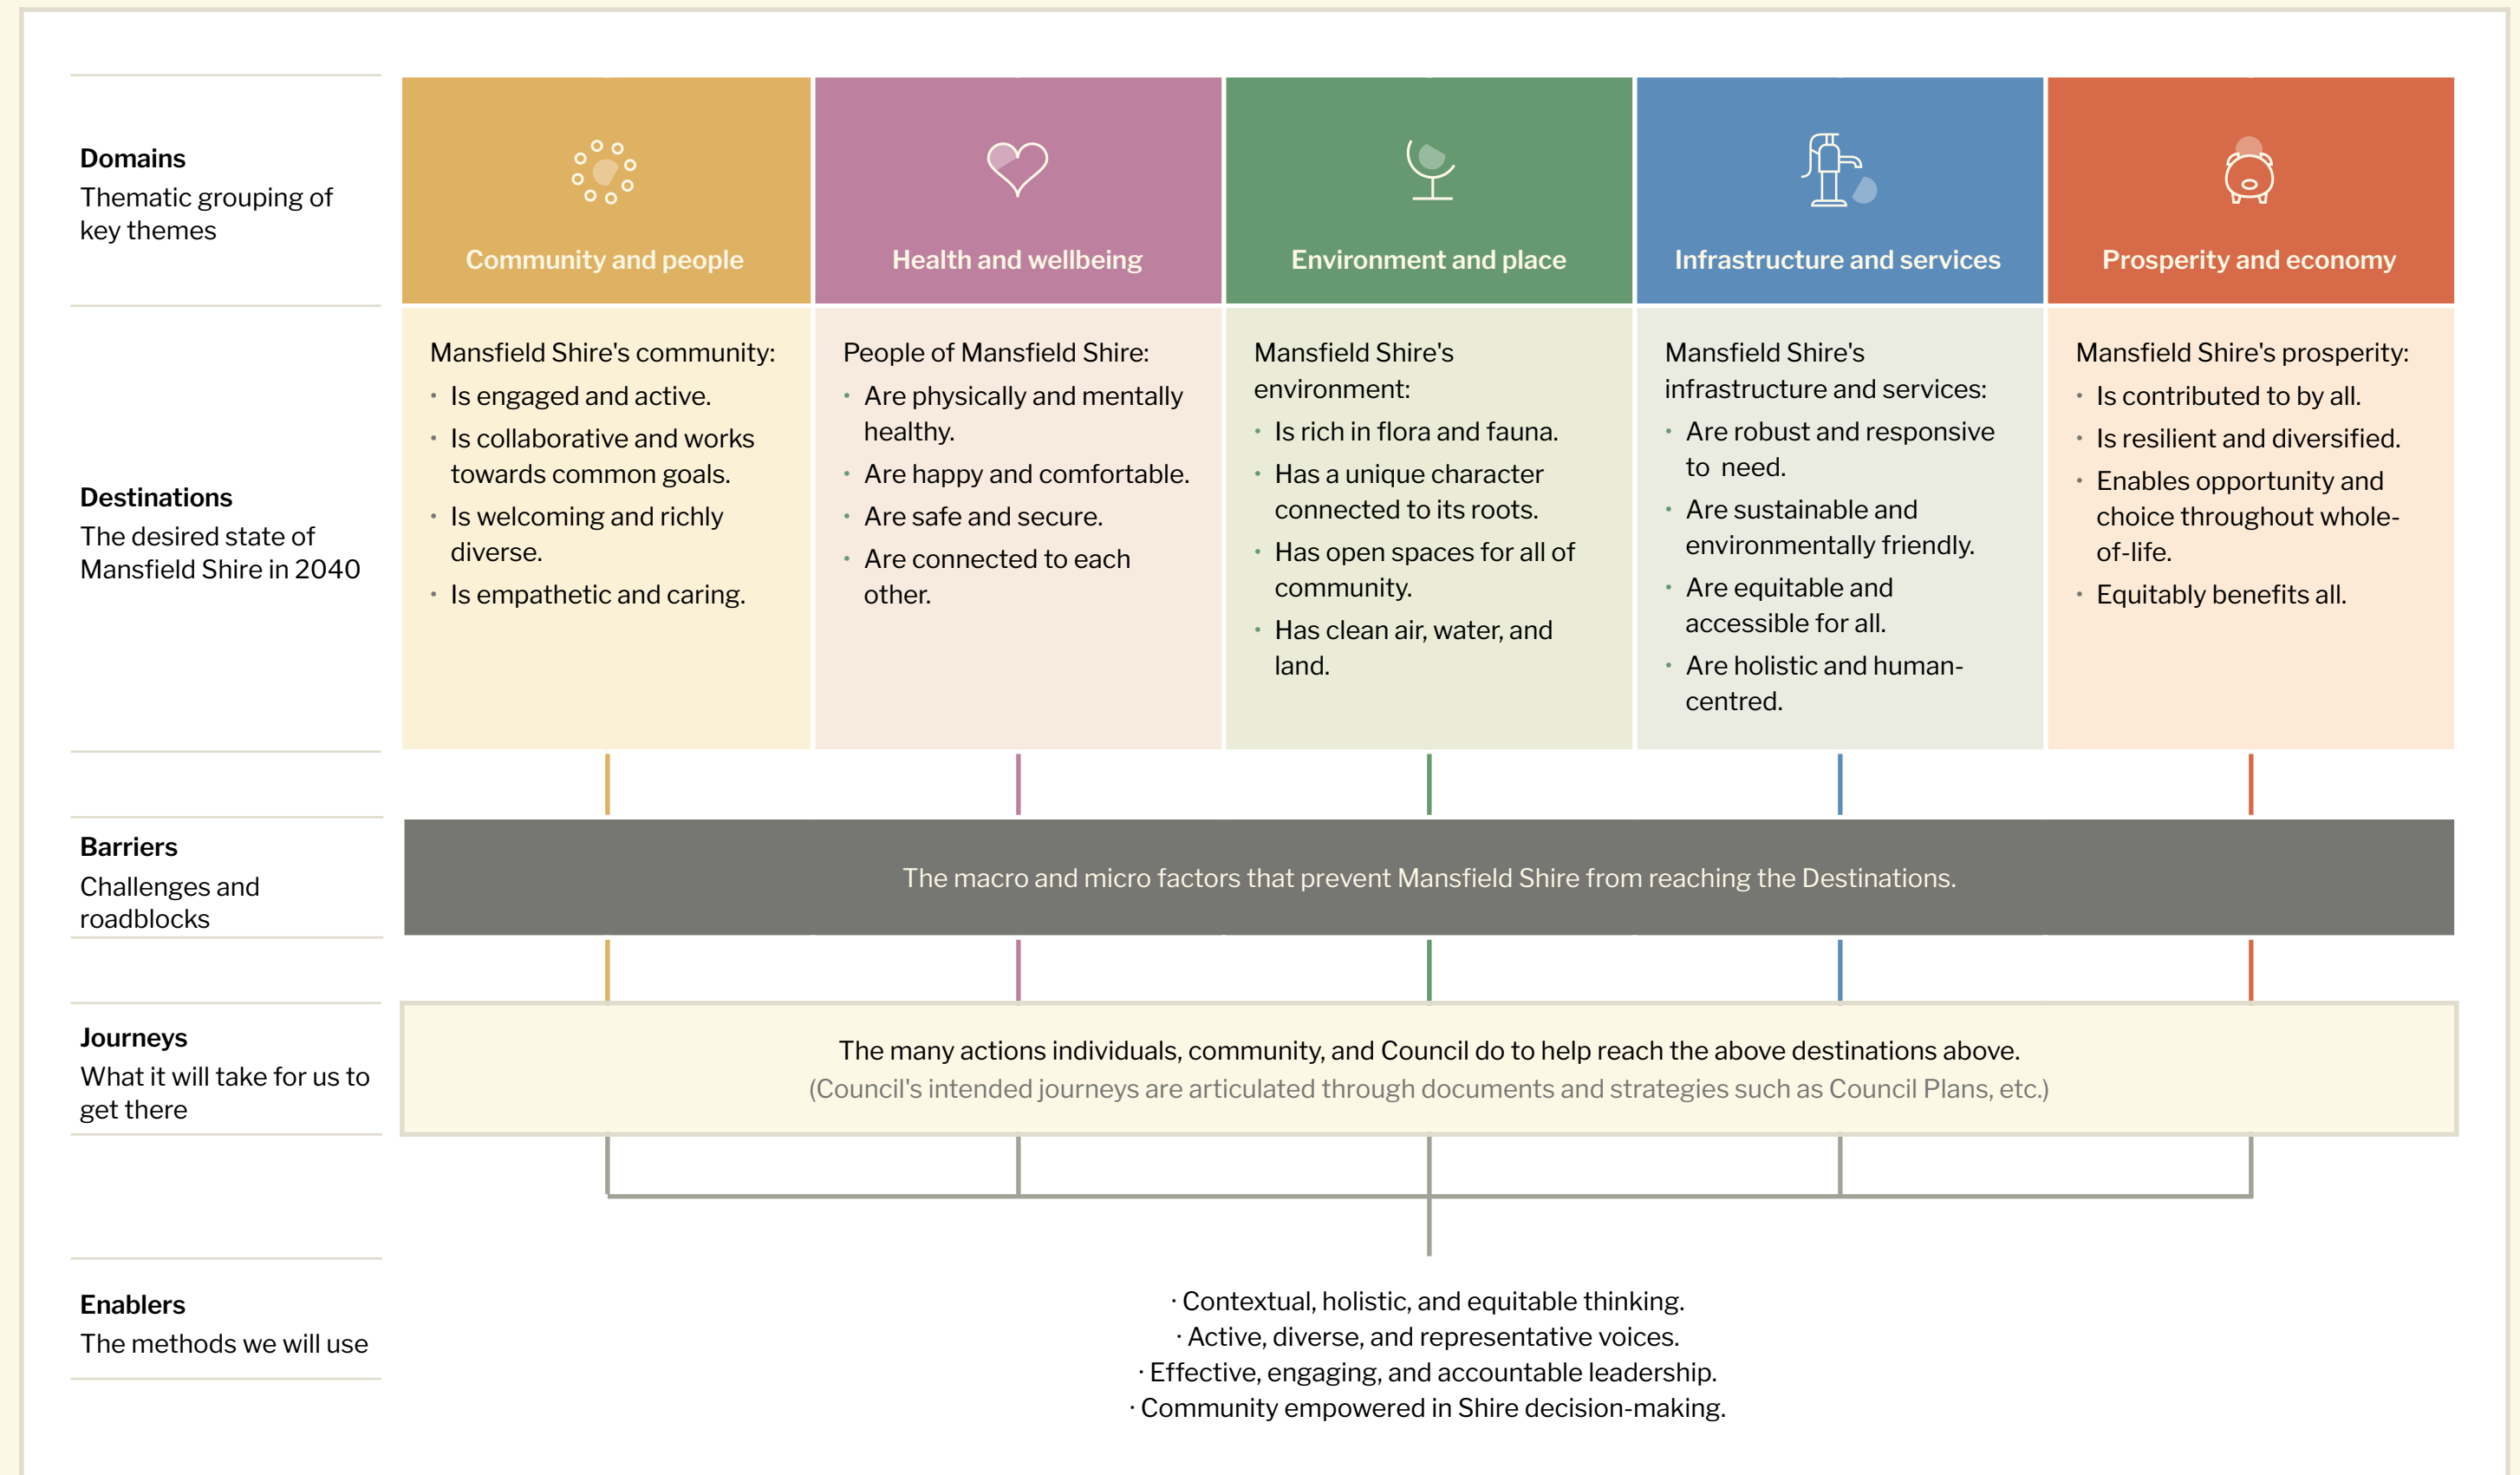 Domains
Thematic grouping of
key themes
Community and people
Health and wellbeing
Environment and place
Infrastructure and services
Prosperity and economy
Destinations
The desired state of
Mansfield Shire in 2040
Mansfield Shire's community:
• Is engaged and active.
• Is collaborative and works
towards common goals.
• Is welcoming and richly
diverse.
• Is empathetic and caring.
People of Mansfield Shire:
• Are physically and mentally
healthy.
• Are happy and comfortable.
• Are safe and secure.
• Are connected to each
other.
Mansfield Shire's
environment:
• Is rich in flora and fauna.
• Has a unique character
connected to its roots.
• Has open spaces for all of
community.
• Has clean air, water, and
land.
Mansfield Shire's
infrastructure and services:
• Are robust and responsive
to  need.
• Are sustainable and
environmentally friendly.
• Are equitable and
accessible for all.
• Are holistic and human-
centred.
Mansfield Shire's prosperity:
• Is contributed to by all.
• Is resilient and diversified.
• Enables opportunity and
choice throughout whole-
of-life.
• Equitably benefits all.
Barriers
Challenges and
roadblocks
The macro and micro factors that prevent Mansfield Shire from reaching the Destinations.
Journeys
What it will take for us to
get there
The many actions individuals, community, and Council do to help reach the above destinations above.
(Council's intended journeys are articulated through documents and strategies such as Council Plans, etc.)
Enablers
The methods we will use
· Contextual, holistic, and equitable thinking.
· Active, diverse, and representative voices.
· Effective, engaging, and accountable leadership.
· Community empowered in Shire decision-making.